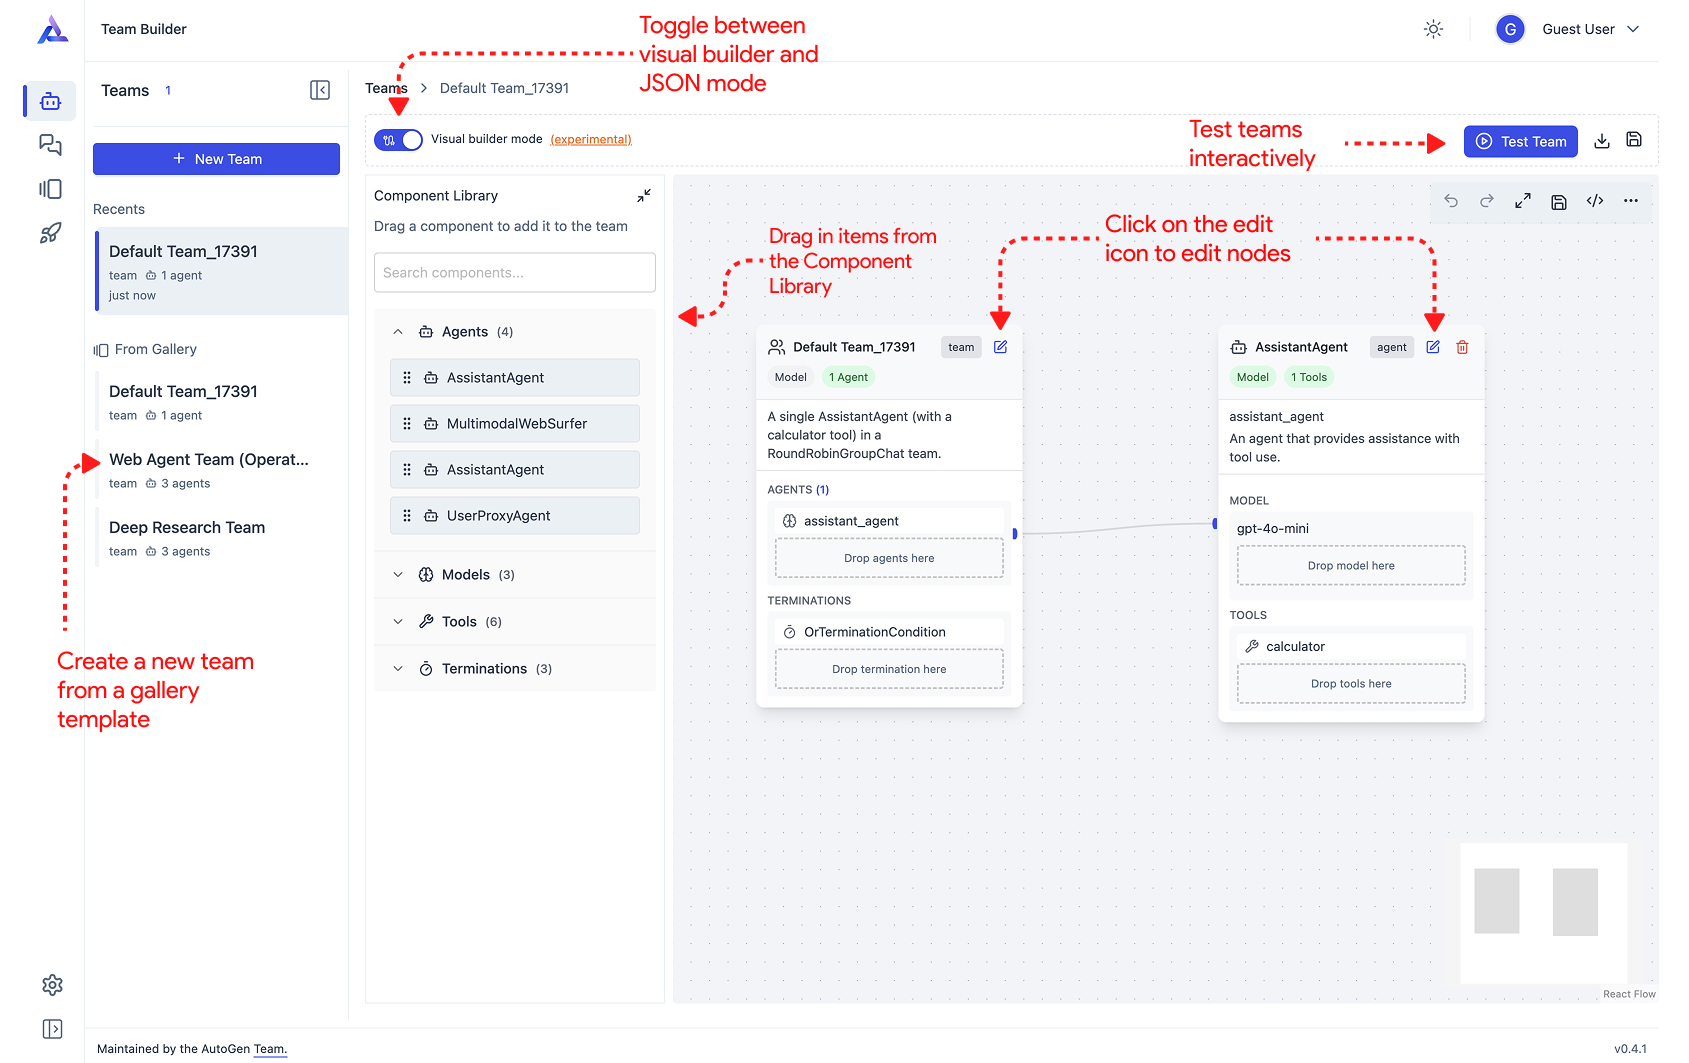 Team Builder
G
Guest User
Toggle between
visual builder and
JSON mode
Teams 1
New Team
Recents
Default Team_17391
team 1 agent
just now
From Gallery
Default Team_17391
team 1 agent
Web Agent Team (Operat...
team 3 agents
Deep Research Team
team 3 agents
Create a new team
from a gallery
template
Teams > Default Team_17391
Visual builder mode (experimental)
Test teams
interactively
Test Team
Component Library
Drag a component to add it to the team
Search components...
Agents (4)
AssistantAgent
MultimodalWebSurfer
AssistantAgent
UserProxyAgent
Models (3)
Tools (6)
Terminations (3)
Drag in items from
the Component
Library
Click on the edit
icon to edit nodes
Default Team_17391 team
Model 1 Agent
A single AssistantAgent (with a
calculator tool) in a
RoundRobinGroupChat team.
AGENTS (1)
assistant_agent
Drop agents here
TERMINATIONS
OrTerminationCondition
Drop termination here
AssistantAgent agent
Model 1 Tools
assistant_agent
An agent that provides assistance with
tool use.
MODEL
gpt-4o-mini
Drop model here
TOOLS
calculator
Drop tools here
React Flow
Maintained by the AutoGen Team.
v0.4.1